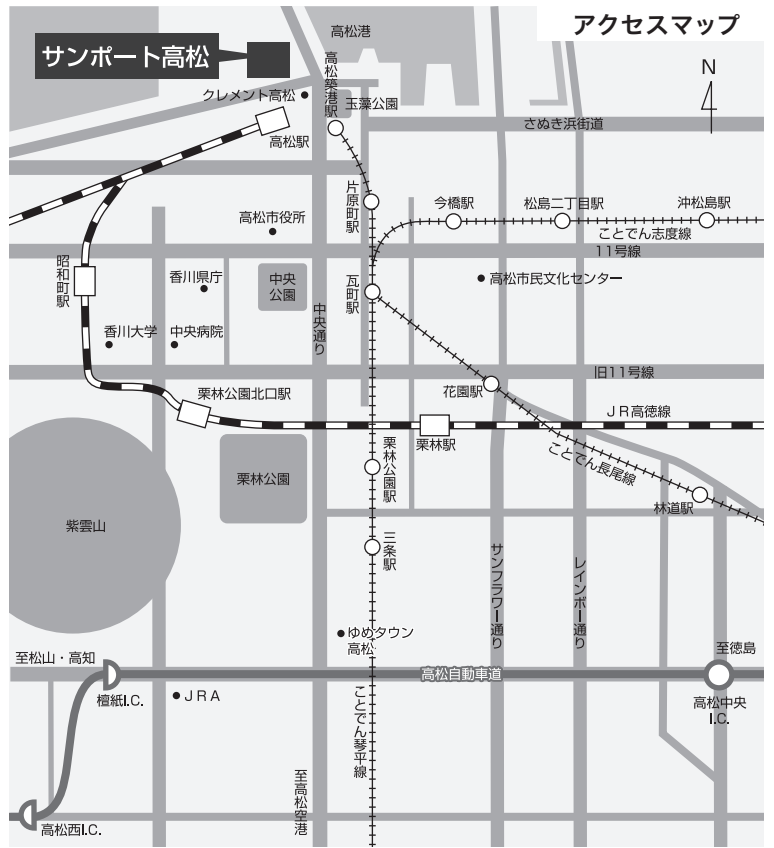 アクセスマップ
高松港
サンポート高松
N
高松築港駅
クレメント高松
玉藻公園
さぬき浜街道
高松駅
片原町駅
今橋駅
松島二丁目駅
沖松島駅
高松市役所
ことでん志度線
11号線
昭和町駅
香川県庁
中央
公園
瓦町駅
高松市民文化センター
中央通り
香川大学
中央病院
旧11号線
花園駅
栗林公園北口駅
JR高徳線
栗林駅
ことでん長尾線
栗林公園
栗林公園駅
林道駅
紫雲山
三条駅
サンフラワー通り
レインボー通り
ゆめタウン
高松
至松山・高知
至徳島
高松自動車道
檀紙I.C.
JRA
高松中央
I.C.
ことでん琴平線
至高松空港
高松西I.C.